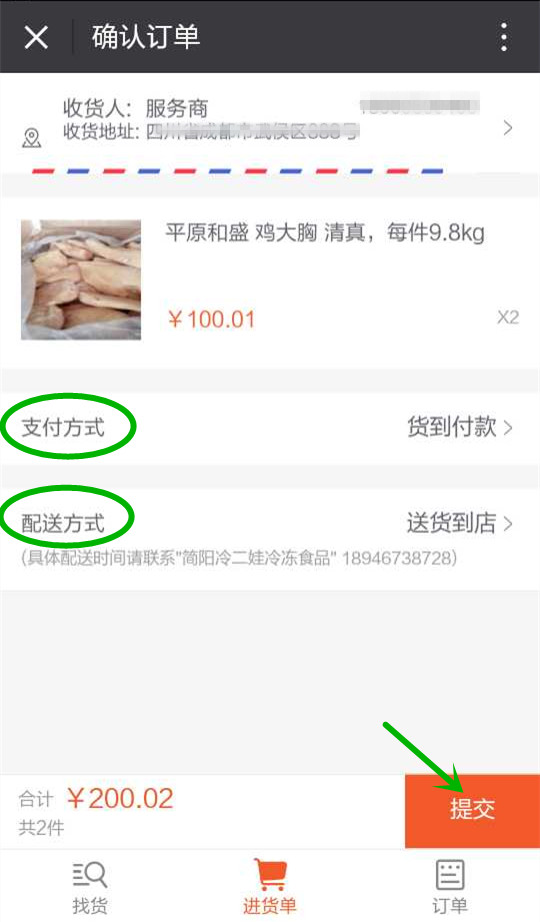 确认订单
收货人：服务商
收货地址：四川省成都市武侯区888号
平原和盛 鸡大胸 清真，每件9.8kg
￥100.01
X2
支付方式
货到付款
配送方式
送货到店
(具体配送时间请联系"简阳冷二娃冷冻食品" 18946738728)
合计 ￥200.02
共2件
提交
找货
进货单
订单